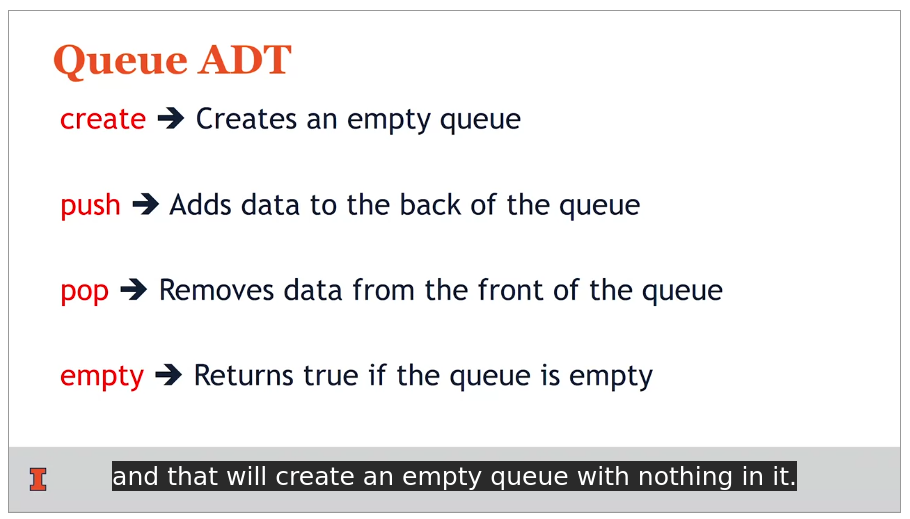 Queue ADT
create ➔ Creates an empty queue
push ➔ Adds data to the back of the queue
pop ➔ Removes data from the front of the queue
empty ➔ Returns true if the queue is empty
I
and that will create an empty queue with nothing in it.